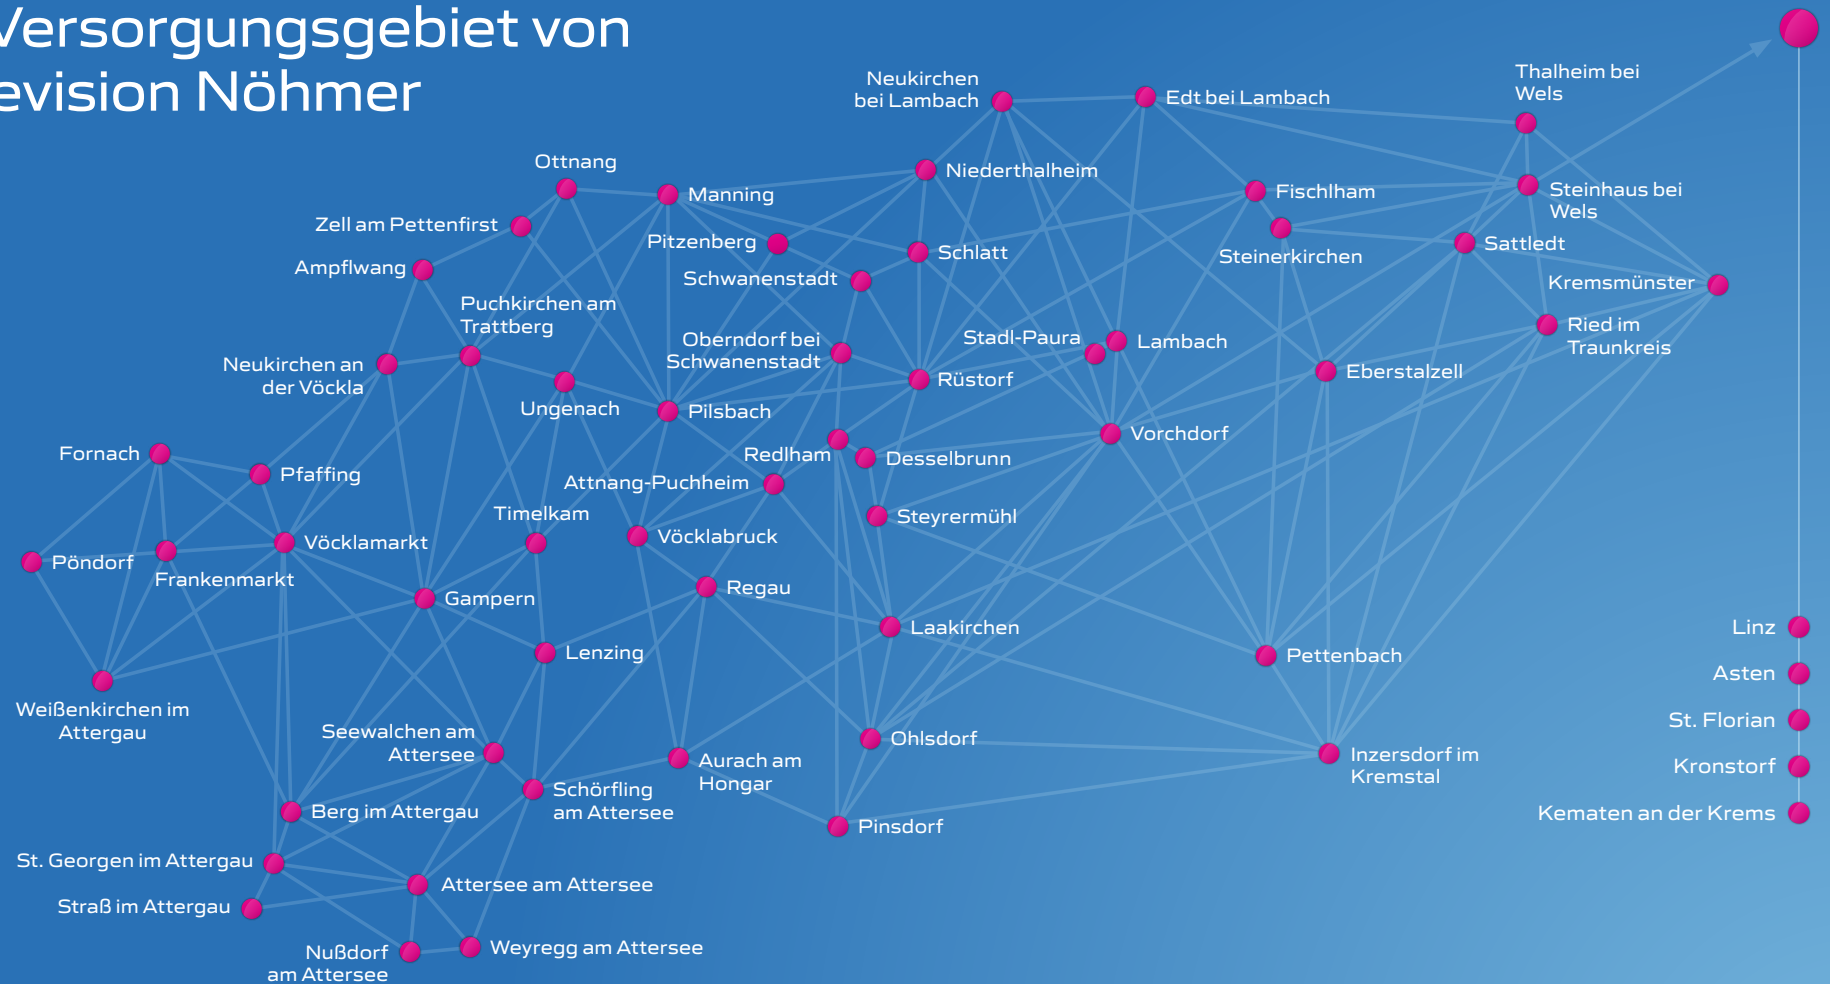 Versorgungsgebiet von
evision Nöhmer
Neukirchen
bei Lambach
Edt bei Lambach
Thalheim bei
Wels
Ottnang
Manning
Niederthalheim
Fischlham
Steinhaus bei
Wels
Zell am Pettenfirst
Pitzenberg
Schlatt
Steinerkirchen
Sattledt
Ampflwang
Schwanenstadt
Kremsmünster
Puchkirchen am
Trattberg
Oberndorf bei
Schwanenstadt
Stadl-Paura
Lambach
Ried im
Traunkreis
Neukirchen an
der Vöckla
Ungenach
Pilsbach
Rüstorf
Eberstalzell
Fornach
Pfaffing
Redlham
Desselbrunn
Vorchdorf
Attnang-Puchheim
Timelkam
Vöcklabruck
Steyrermühl
Pöndorf
Frankenmarkt
Vöcklamarkt
Gampern
Regau
Lenzing
Laakirchen
Pettenbach
Linz
Asten
St. Florian
Kronstorf
Kematen an der Krems
Weißenkirchen im
Attergau
Seewalchen am
Attersee
Schörfling
am Attersee
Aurach am
Hongar
Ohlsdorf
Inzersdorf im
Kremstal
Berg im Attergau
Pinsdorf
St. Georgen im Attergau
Attersee am Attersee
Straß im Attergau
Nußdorf
am Attersee
Weyregg am Attersee